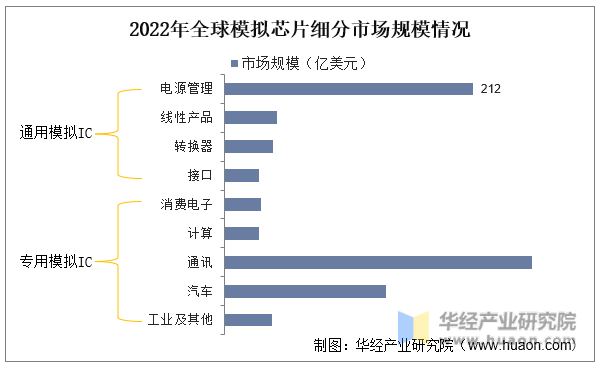 2022年全球模拟芯片细分市场规模情况
市场规模（亿美元）
通用模拟IC
电源管理 212
线性产品
转换器
接口
专用模拟IC
消费电子
计算
通讯
汽车
工业及其他
华经产业研究院
www.huaon.com
制图：华经产业研究院（www.huaon.com）